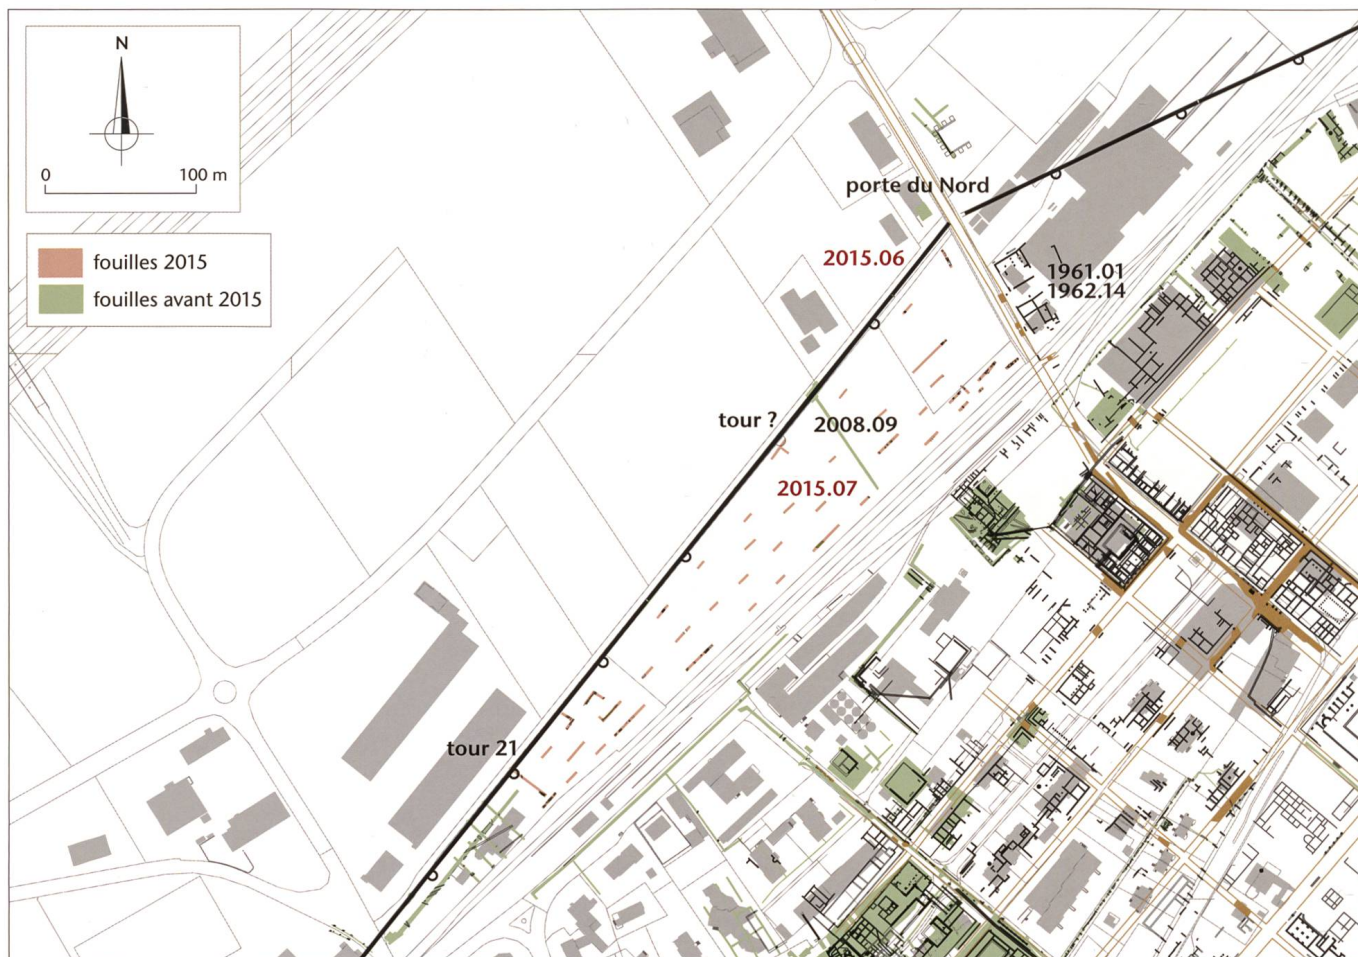 N
0 100 m
fouilles 2015
fouilles avant 2015
porte du Nord
2015.06
1961.01
1962.14
tour ?
2008.09
2015.07
tour 21